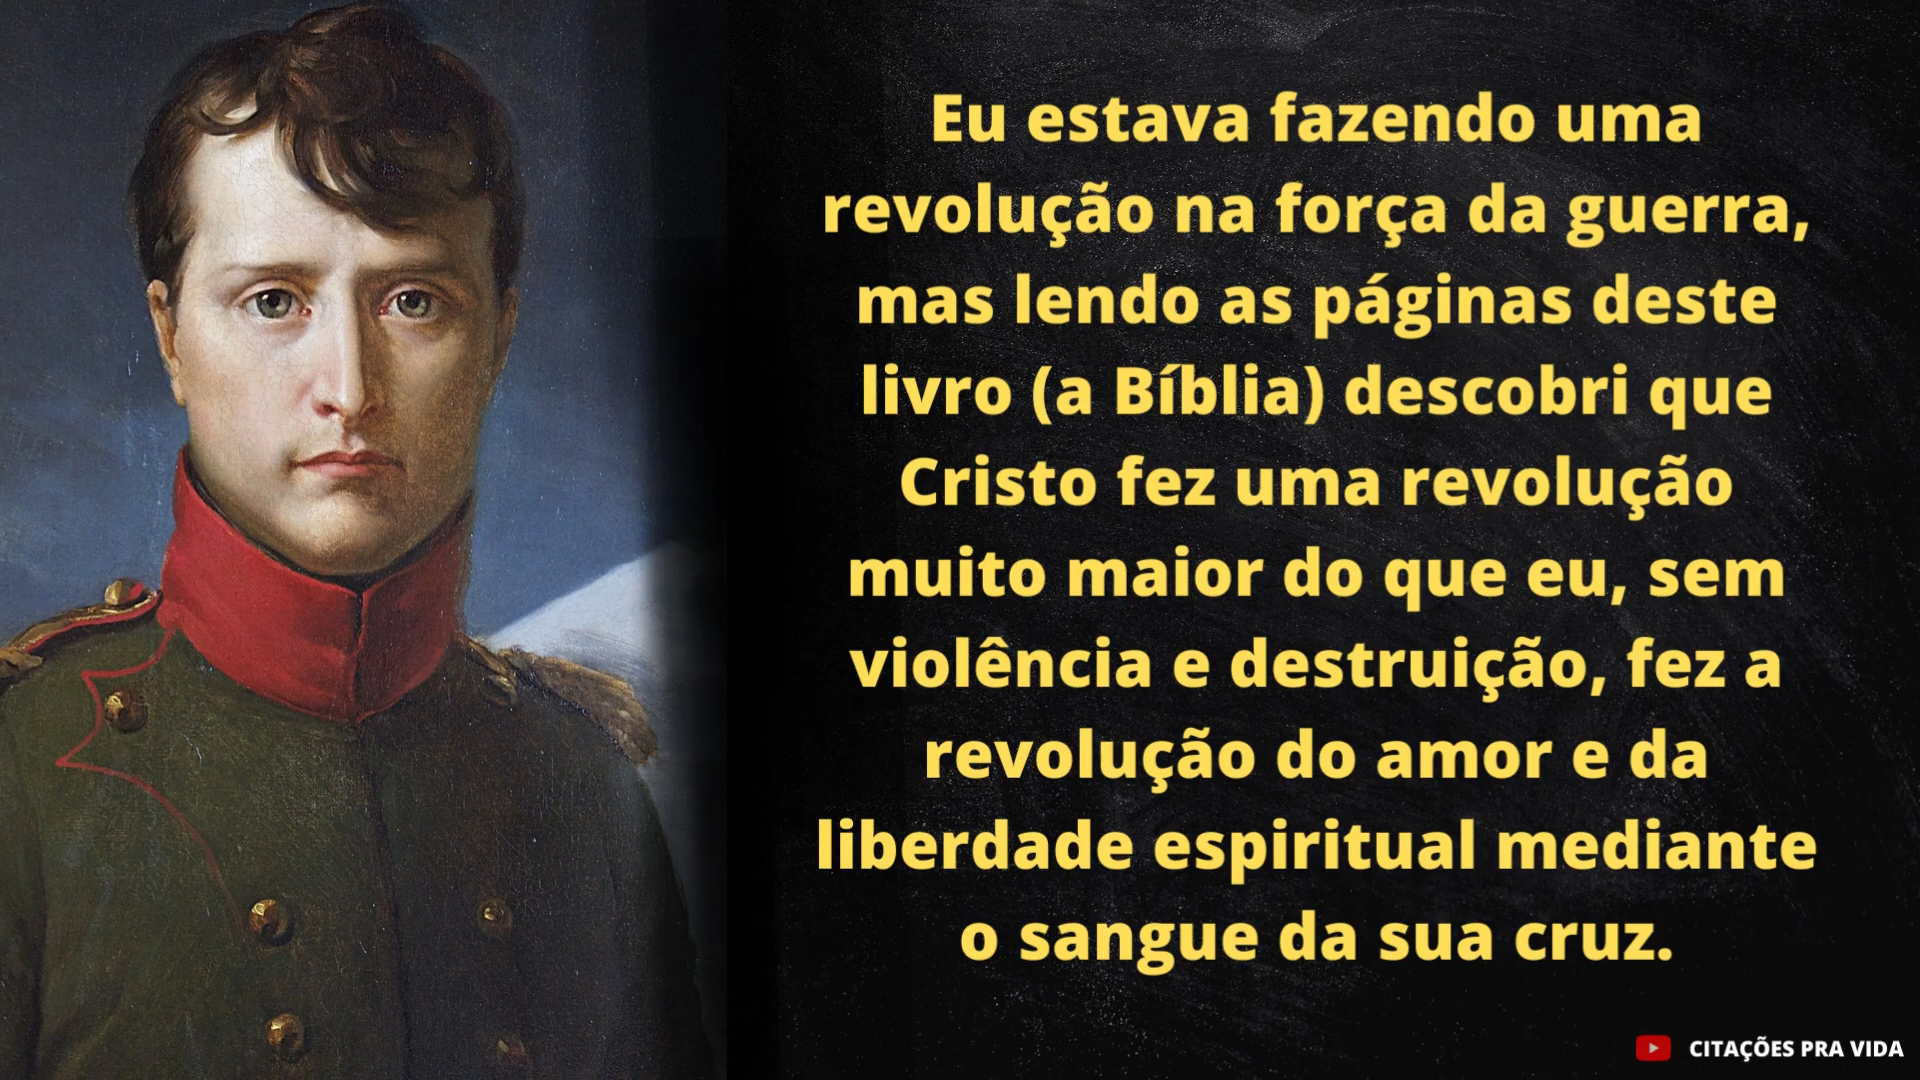 Eu estava fazendo uma
revolução na força da guerra,
mas lendo as páginas deste
livro (a Bíblia) descobri que
Cristo fez uma revolução
muito maior do que eu, sem
violência e destruição, fez a
revolução do amor e da
liberdade espiritual mediante
o sangue da sua cruz.
CITAÇÕES PRA VIDA